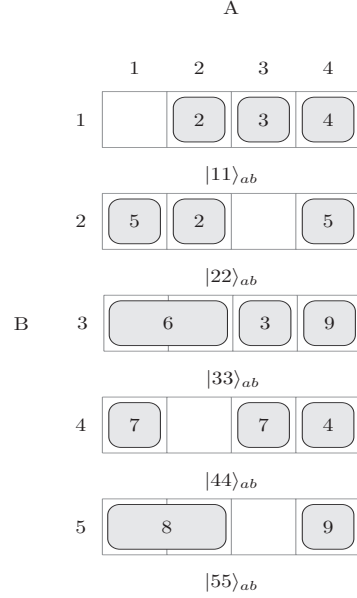 A
1 2 3 4
1 2 3 4
|11⟩ab
2 5 2 5
|22⟩ab
B 3 6 3 9
|33⟩ab
4 7 7 4
|44⟩ab
5 8 9
|55⟩ab